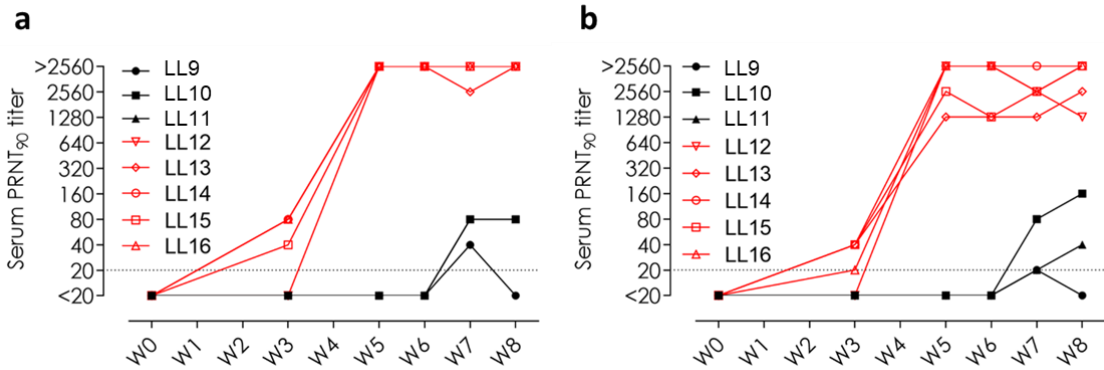 a
Serum PRNT90 titer
>2560
2560
1280
640
320
160
80
40
20
<20
LL9
LL10
LL11
LL12
LL13
LL14
LL15
LL16
W0 W1 W2 W3 W4 W5 W6 W7 W8
b
Serum PRNT90 titer
>2560
2560
1280
640
320
160
80
40
20
<20
LL9
LL10
LL11
LL12
LL13
LL14
LL15
LL16
W0 W1 W2 W3 W4 W5 W6 W7 W8